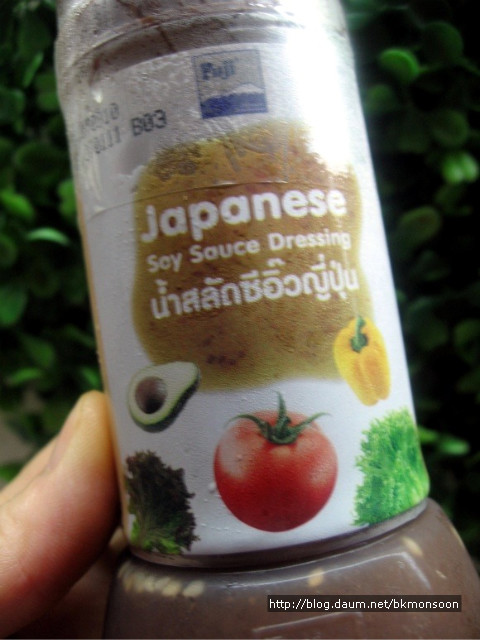 Fuji
B03
Japanese
Soy Sauce Dressing
น้ำสลัดซีอิ๊วญี่ปุ่น
http://blog.daum.net/bkmonsoon